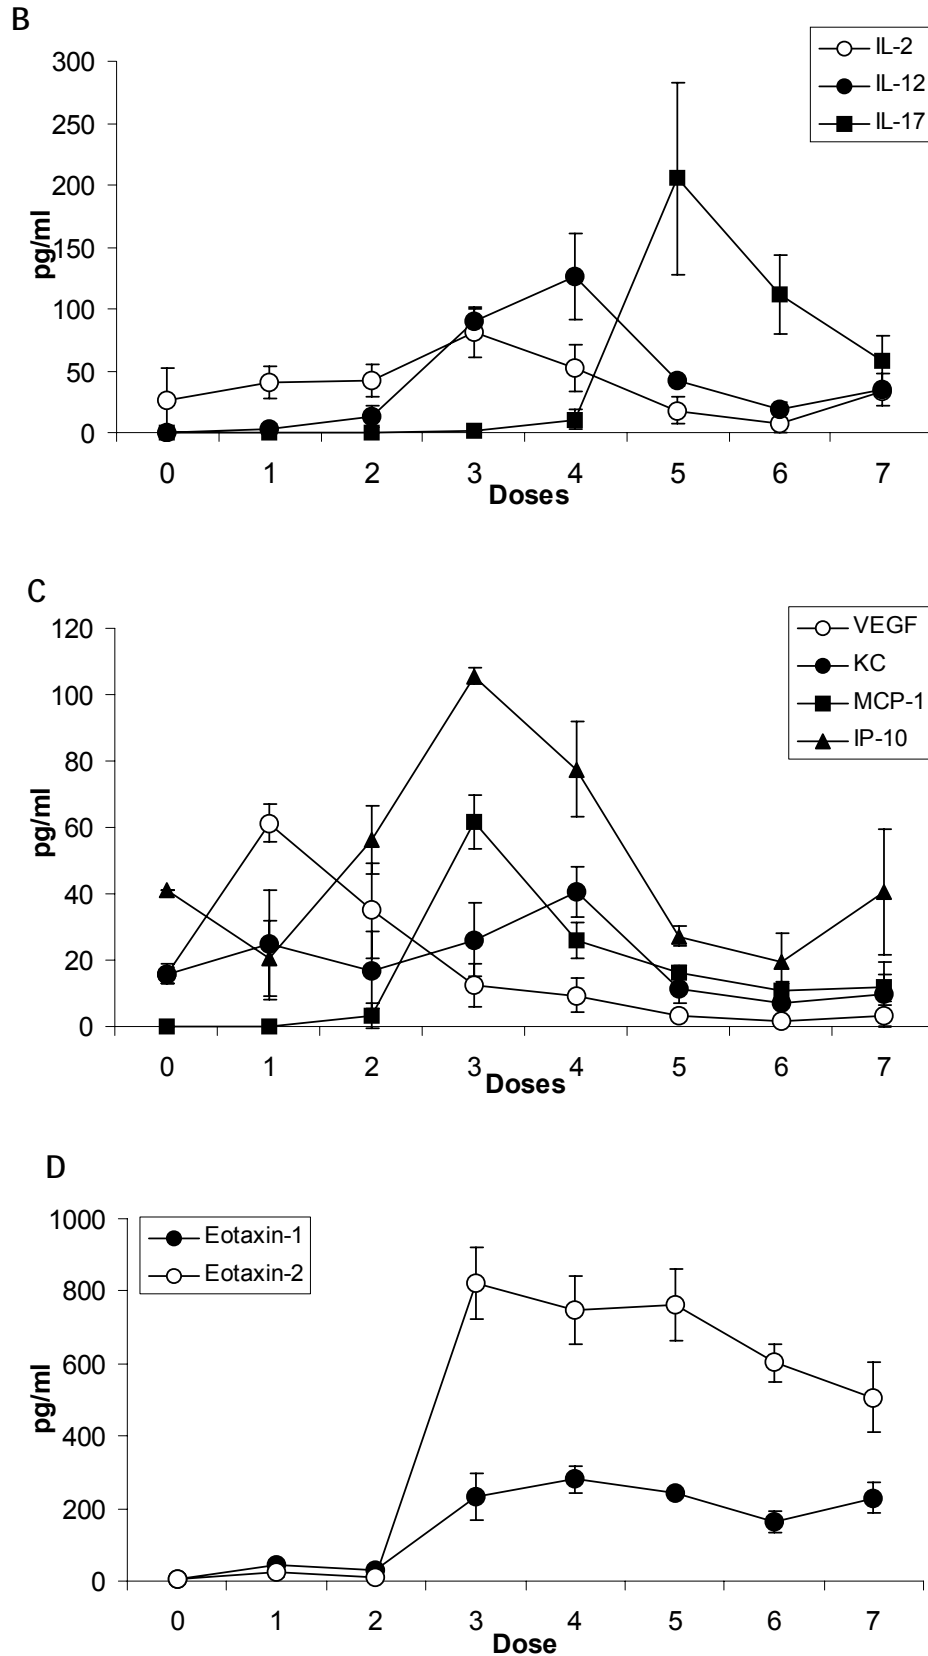 B
IL-2
IL-12
IL-17
300
250
200
150
100
50
0
pg/ml
0 1 2 3 4 5 6 7
Doses
C
VEGF
KC
MCP-1
IP-10
120
100
80
60
40
20
0
pg/ml
0 1 2 3 4 5 6 7
Doses
D
Eotaxin-1
Eotaxin-2
1000
800
600
400
200
0
pg/ml
0 1 2 3 4 5 6 7
Dose